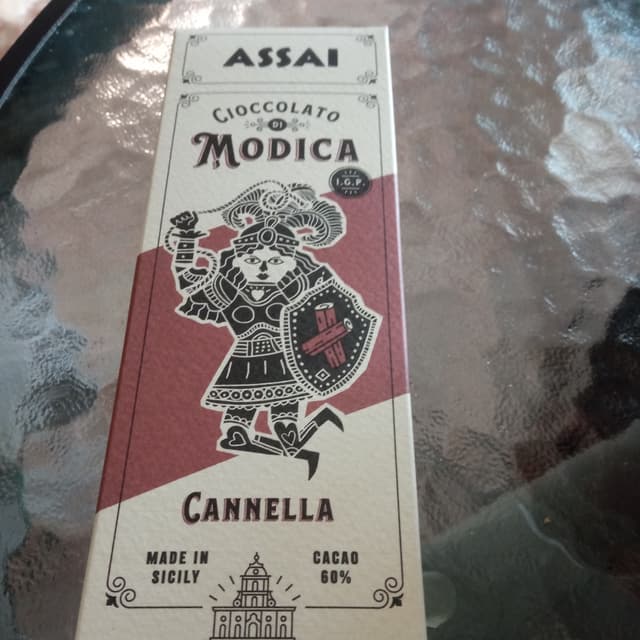 ASSAI
CIOCCOLATO
DI
MODICA
I.G.P.
CANNELLA
MADE IN
SICILY
CACAO
60%